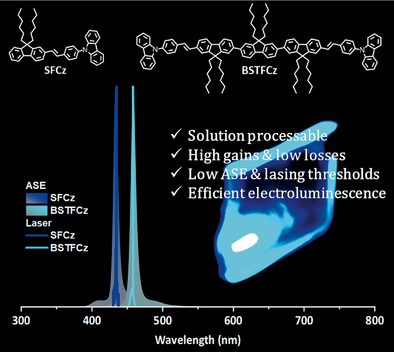 N
N
N
SFCz
BSTFCz
✓ Solution processable
✓ High gains & low losses
✓ Low ASE & lasing thresholds
✓ Efficient electroluminescence
ASE
SFCz
BSTFCz
Laser
SFCz
BSTFCz
300 400 500 600 700 800
Wavelength (nm)